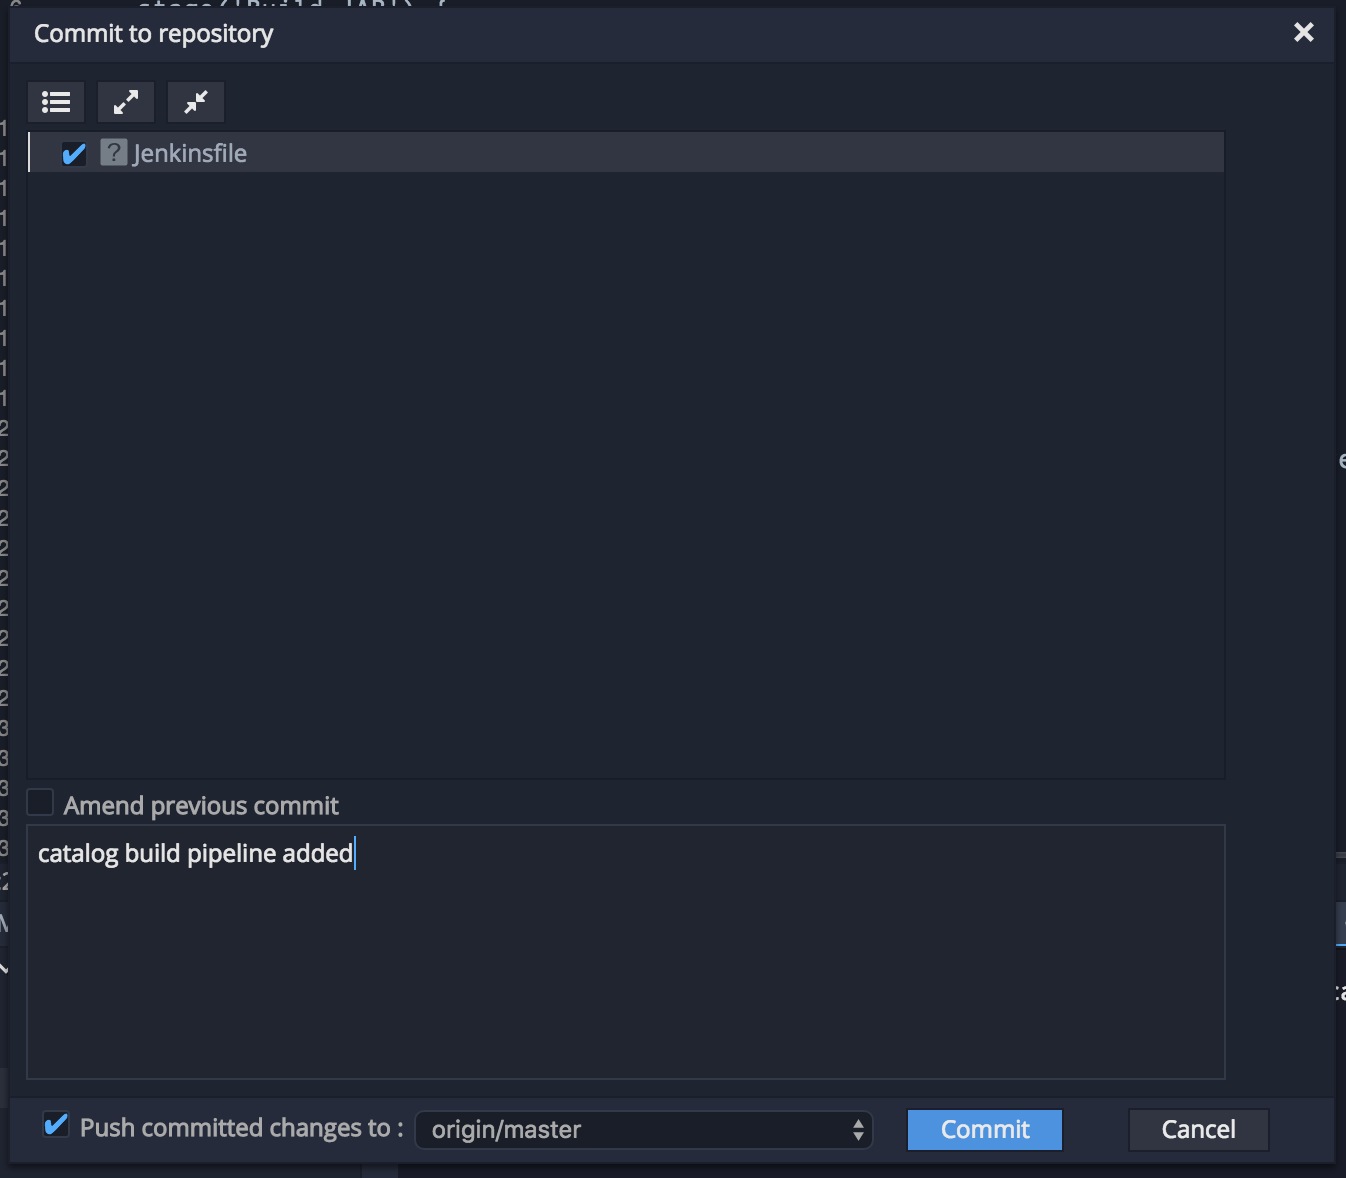 Commit to repository
? Jenkinsfile
Amend previous commit
catalog build pipeline added
Push committed changes to : origin/master Commit Cancel